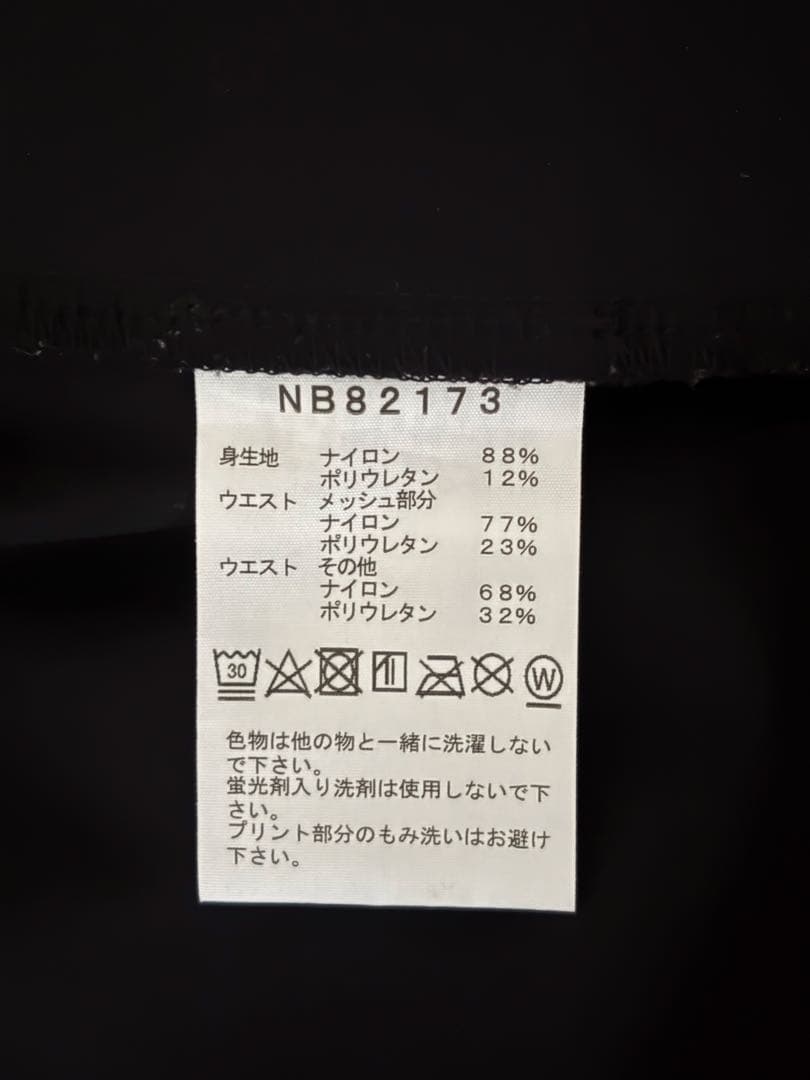 NB82173
身生地 ナイロン 88%
ポリウレタン 12%
ウエスト メッシュ部分
ナイロン 77%
ポリウレタン 23%
ウエスト その他
ナイロン 68%
ポリウレタン 32%
30 W
色物は他の物と一緒に洗濯しない
で下さい。
蛍光剤入り洗剤は使用しないで下
さい。
プリント部分のもみ洗いはお避け
下さい。